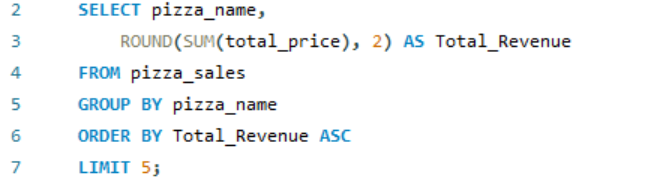 2 SELECT pizza_name,
3 ROUND(SUM(total_price), 2) AS Total_Revenue
4 FROM pizza_sales
5 GROUP BY pizza_name
6 ORDER BY Total_Revenue ASC
7 LIMIT 5;